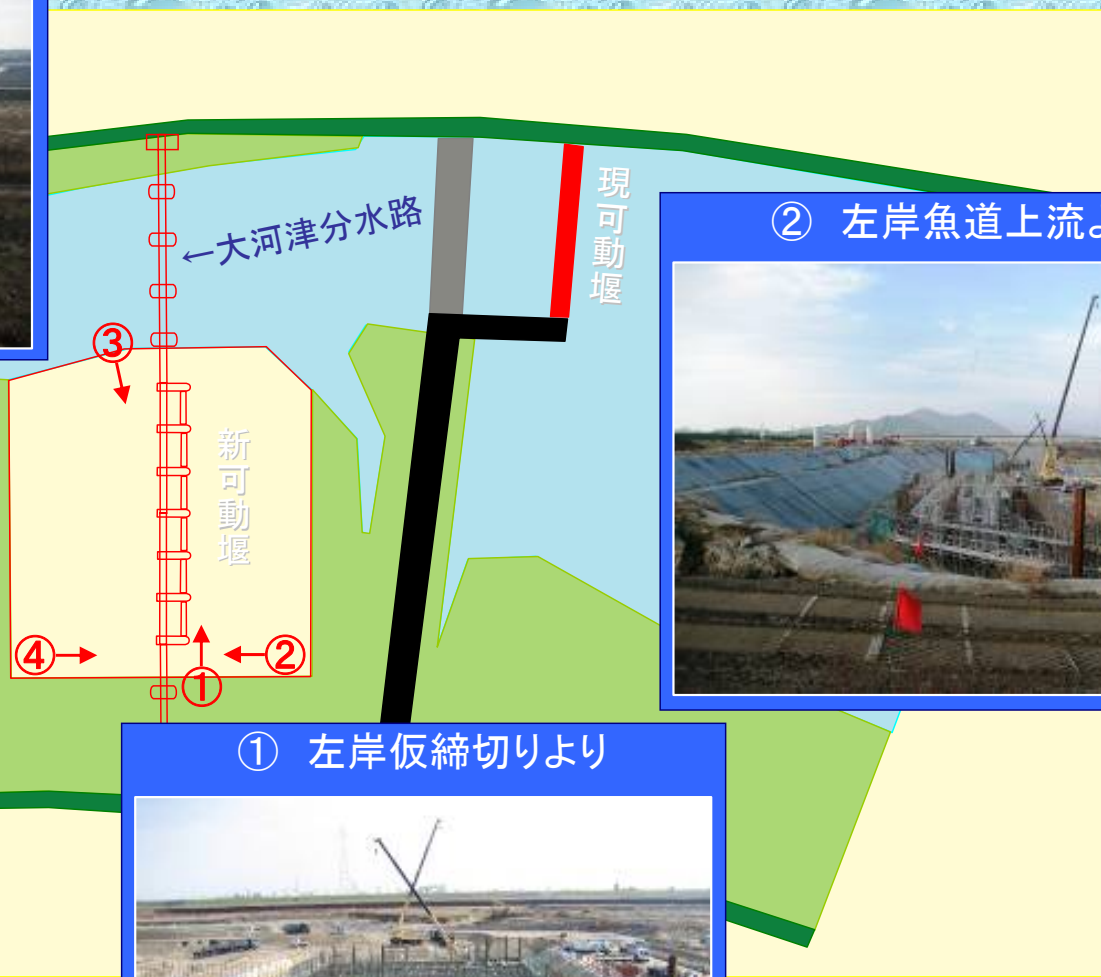 現可動堰
② 左岸魚道上流よ
←大河津分水路
③
新可動堰
④
②
①
① 左岸仮締切りより